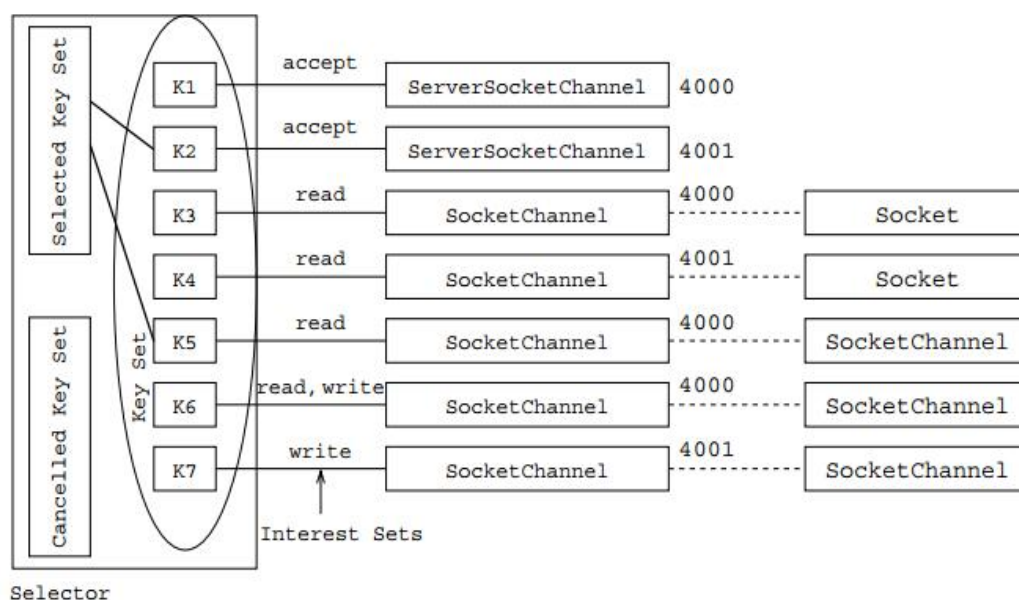 Selected Key Set
Cancelled Key Set
Key Set
K1
accept
ServerSocketChannel
4000
K2
accept
ServerSocketChannel
4001
K3
read
SocketChannel
4000
Socket
K4
read
SocketChannel
4001
Socket
K5
read
SocketChannel
4000
SocketChannel
K6
read,write
SocketChannel
4000
SocketChannel
K7
write
SocketChannel
4001
SocketChannel
Interest Sets
Selector